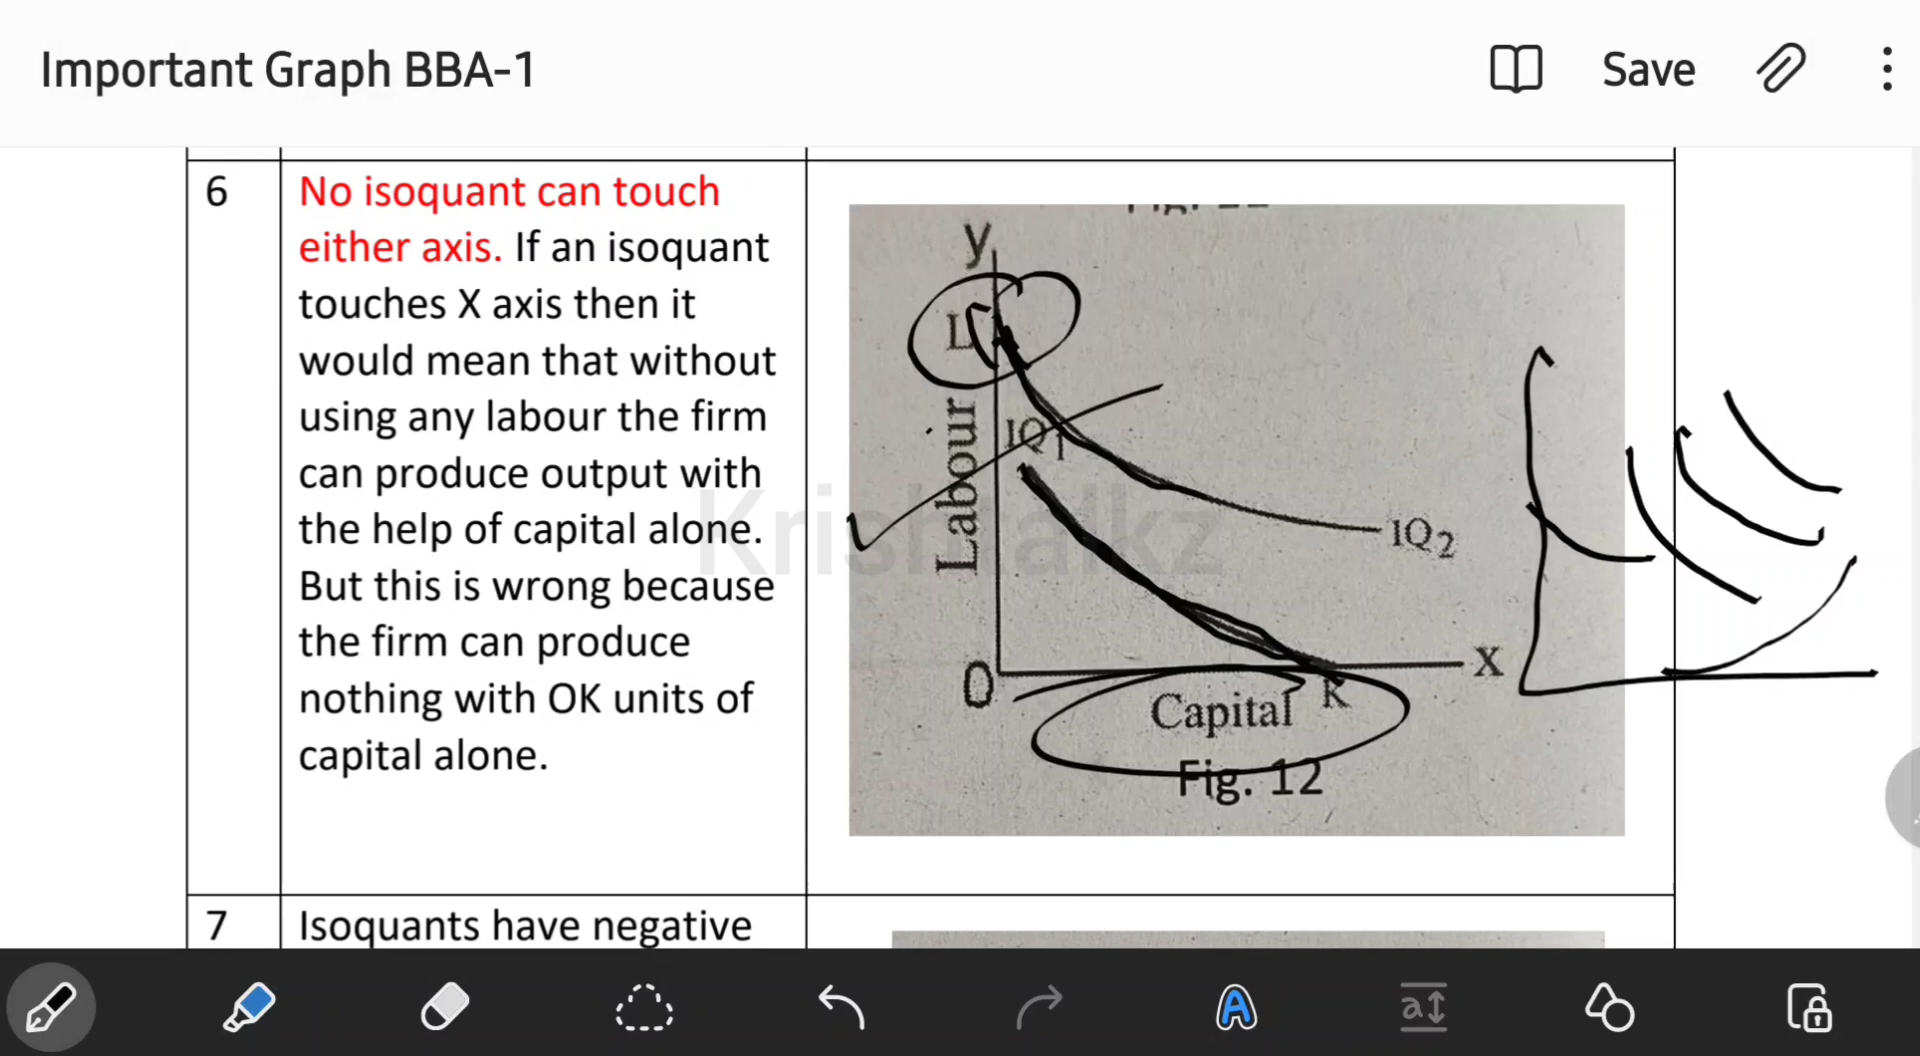 Important Graph BBA-1
Save
6
No isoquant can touch
either axis. If an isoquant
touches X axis then it
would mean that without
using any labour the firm
can produce output with
the help of capital alone.
But this is wrong because
the firm can produce
nothing with OK units of
capital alone.
y
L
Labour
IQ1
IQ2
O
X
Capital
K
Fig. 12
Krishtalkz
7
Isoquants have negative
A
a